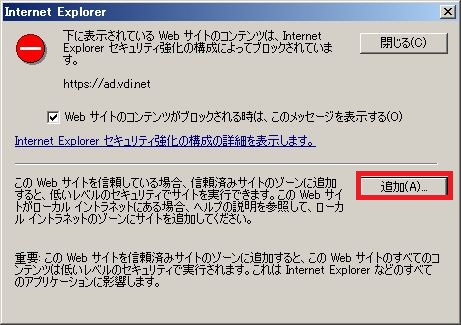 Internet Explorer
下に表示されている Web サイトのコンテンツは、Internet
Explorer セキュリティ強化の構成によってブロックされていま
す。
閉じる(C)
https://ad.vdi.net
Web サイトのコンテンツがブロックされる時は、このメッセージを表示する(O)
Internet Explorer セキュリティ強化の構成の詳細を表示します。
この Web サイトを信頼している場合、信頼済みサイトのゾーンに追加
すると、低いレベルのセキュリティでサイトを実行できます。この Web サイ
トがローカル イントラネットにある場合、ヘルプの説明を参照して、ローカ
ル イントラネットのゾーンにサイトを追加してください。
追加(A)...
重要: この Web サイトを信頼済みサイトのゾーンに追加すると、この Web サイトのすべてのコ
ンテンツは低いレベルのセキュリティで実行されます。これは Internet Explorer などのすべて
のアプリケーションに影響します。